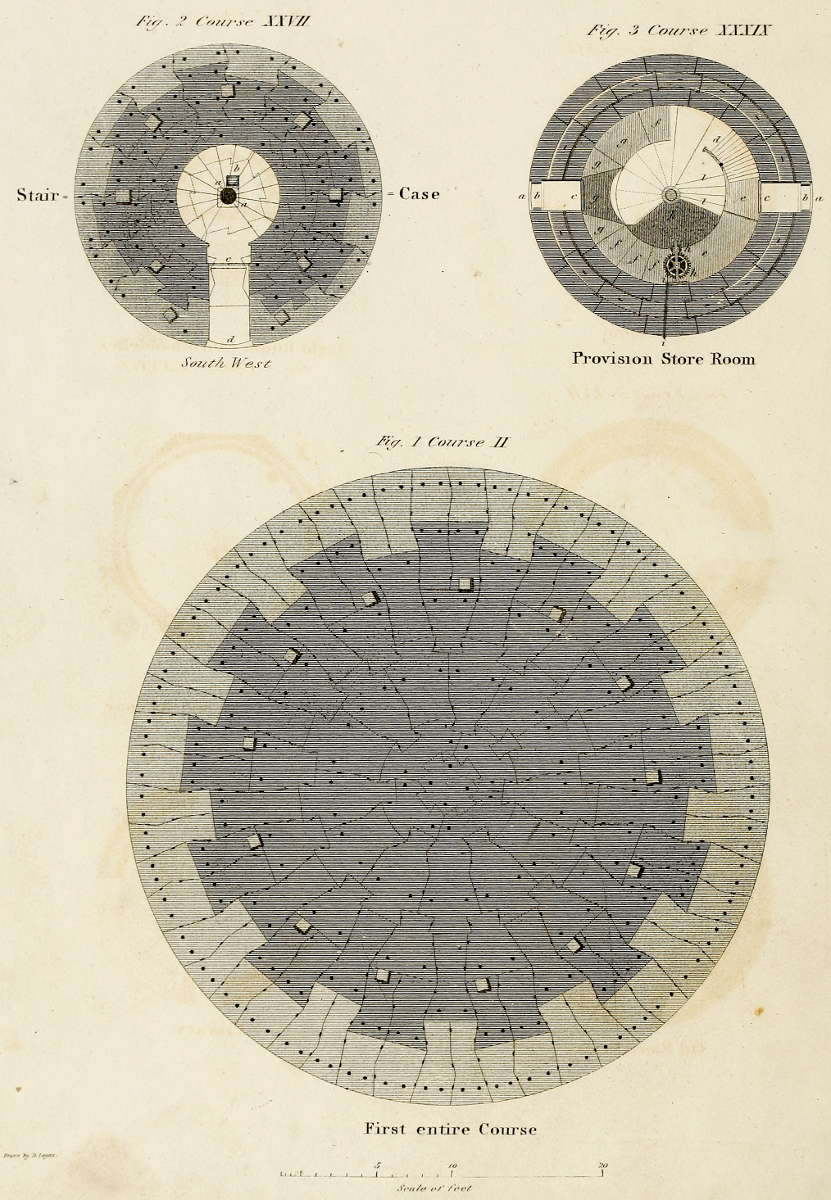 Fig. 2 Course XXVII
Fig. 3 Course XXXIX
Stair
Case
a
b
a
c
d
South West
a
b
c
d
e
c
b
a
e
g
g
g
l
l
f
g
f
f
f
e
h
i
Provision Store Room
Fig. 1 Course II
First entire Course
Drawn by D. Logan.
5
10
20
Scale of feet